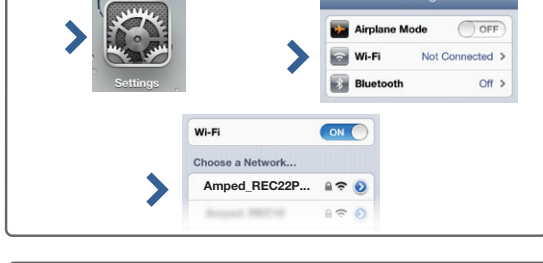 Settings
Airplane Mode OFF
Wi-Fi Not Connected >
Bluetooth Off >
Wi-Fi ON
Choose a Network...
Amped_REC22P...